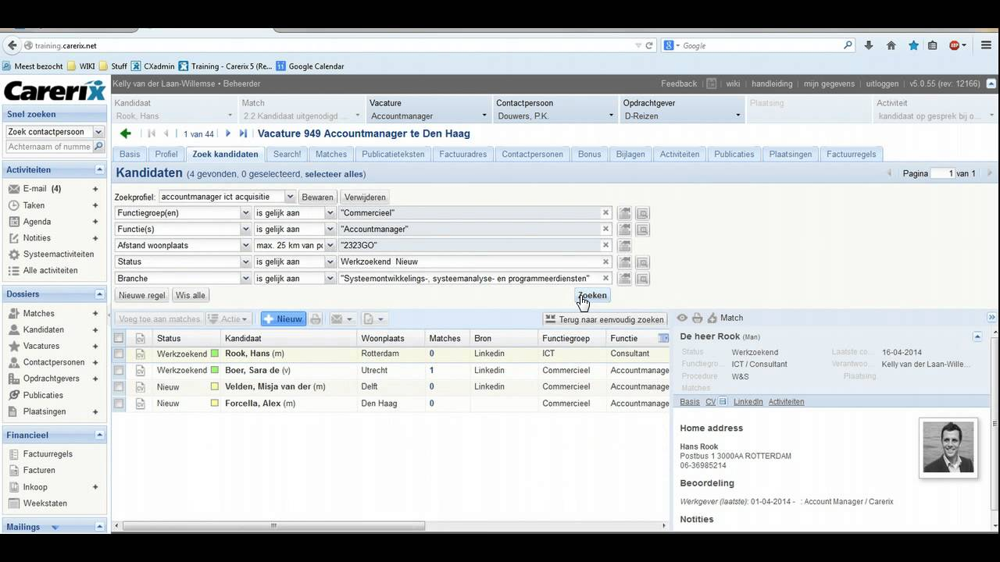 training.carerix.net
Google
Meest bezocht WIKI Stuff CXadmin Training - Carerix 5 (Re... Google Calendar
Carerix
Kelly van der Laan-Willemse • Beheerder
Feedback wiki handleiding mijn gegevens uitloggen v5.0.55 (rev: 12166)
Kandidaat Match Vacature Contactpersoon Opdrachtgever Plaatsing Activiteit
Rook, Hans 2.2 Kandidaat uitgenodigd ... Accountmanager Douwers, P.K. D-Reizen kandidaat op gesprek bij o...
1 van 44 Vacature 949 Accountmanager te Den Haag
Basis Profiel Zoek kandidaten Search! Matches Publicatieteksten Factuuradres Contactpersonen Bonus Bijlagen Activiteiten Publicaties Plaatsingen Factuurregels
Kandidaten (4 gevonden, 0 geselecteerd, selecteer alles)
Pagina 1 van 1
Zoekprofiel: accountmanager ict acquisitie Bewaren Verwijderen
Functiegroep(en) is gelijk aan "Commercieel"
Functie(s) is gelijk aan "Accountmanager"
Afstand woonplaats max. 25 km van pc "2323GO"
Status is gelijk aan Werkzoekend Nieuw
Branche is gelijk aan "Systeemontwikkelings-, systeemanalyse- en programmeerdiensten"
Nieuwe regel Wis alle Zoeken
Voeg toe aan matches Actie Nieuw Terug naar eenvoudig zoeken
Status Kandidaat Woonplaats Matches Bron Functiegroep Functie
Werkzoekend Rook, Hans (m) Rotterdam 0 Linkedin ICT Consultant
Werkzoekend Boer, Sara de (v) Utrecht 1 Linkedin Commercieel Accountmanage
Nieuw Velden, Misja van der (m) Delft 0 Linkedin Commercieel Accountmanage
Nieuw Forcella, Alex (m) Den Haag 0 Commercieel Accountmanage
Match
De heer Rook (Man)
Status Werkzoekend Laatste co... 16-04-2014
Functiegro... ICT / Consultant Verantwoo... Kelly van der Laan-Wille...
Procedure W&S Plaatsing
Matches
Basis CV LinkedIn Activiteiten
Home address
Hans Rook
Postbus 1 3000AA ROTTERDAM
06-36985214
Beoordeling
Werkgever (laatste): 01-04-2014 - : Account Manager / Carerix
Notities
Snel zoeken
Zoek contactpersoon
Achternaam of numme
Activiteiten
E-mail (4)
Taken
Agenda
Notities
Systeemactiviteiten
Alle activiteiten
Dossiers
Matches
Kandidaten
Vacatures
Contactpersonen
Opdrachtgevers
Publicaties
Plaatsingen
Financieel
Factuurregels
Facturen
Inkoop
Weekstaten
Mailings